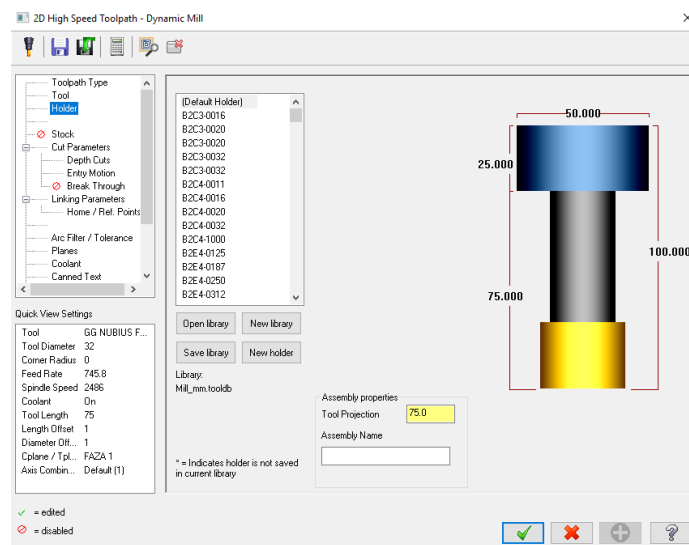 2D High Speed Toolpath - Dynamic Mill
Toolpath Type
Tool
Holder
Stock
Cut Parameters
Depth Cuts
Entry Motion
Break Through
Linking Parameters
Home / Ref. Points
Arc Filter / Tolerance
Planes
Coolant
Canned Text
Quick View Settings
Tool GG NUBIUS F...
Tool Diameter 32
Corner Radius 0
Feed Rate 745.8
Spindle Speed 2486
Coolant On
Tool Length 75
Length Offset 1
Diameter Off... 1
Cplane / Tpl... FAZA 1
Axis Combin... Default (1)
= edited
= disabled
(Default Holder)
B2C3-0016
B2C3-0020
B2C3-0020
B2C3-0032
B2C3-0032
B2C4-0011
B2C4-0016
B2C4-0020
B2C4-0032
B2C4-1000
B2E4-0125
B2E4-0187
B2E4-0250
B2E4-0312
Open library New library
Save library New holder
Library:
Mill_mm.tooldb
* = Indicates holder is not saved
in current library
Assembly properties
Tool Projection 75.0
Assembly Name
50.000
25.000
100.000
75.000